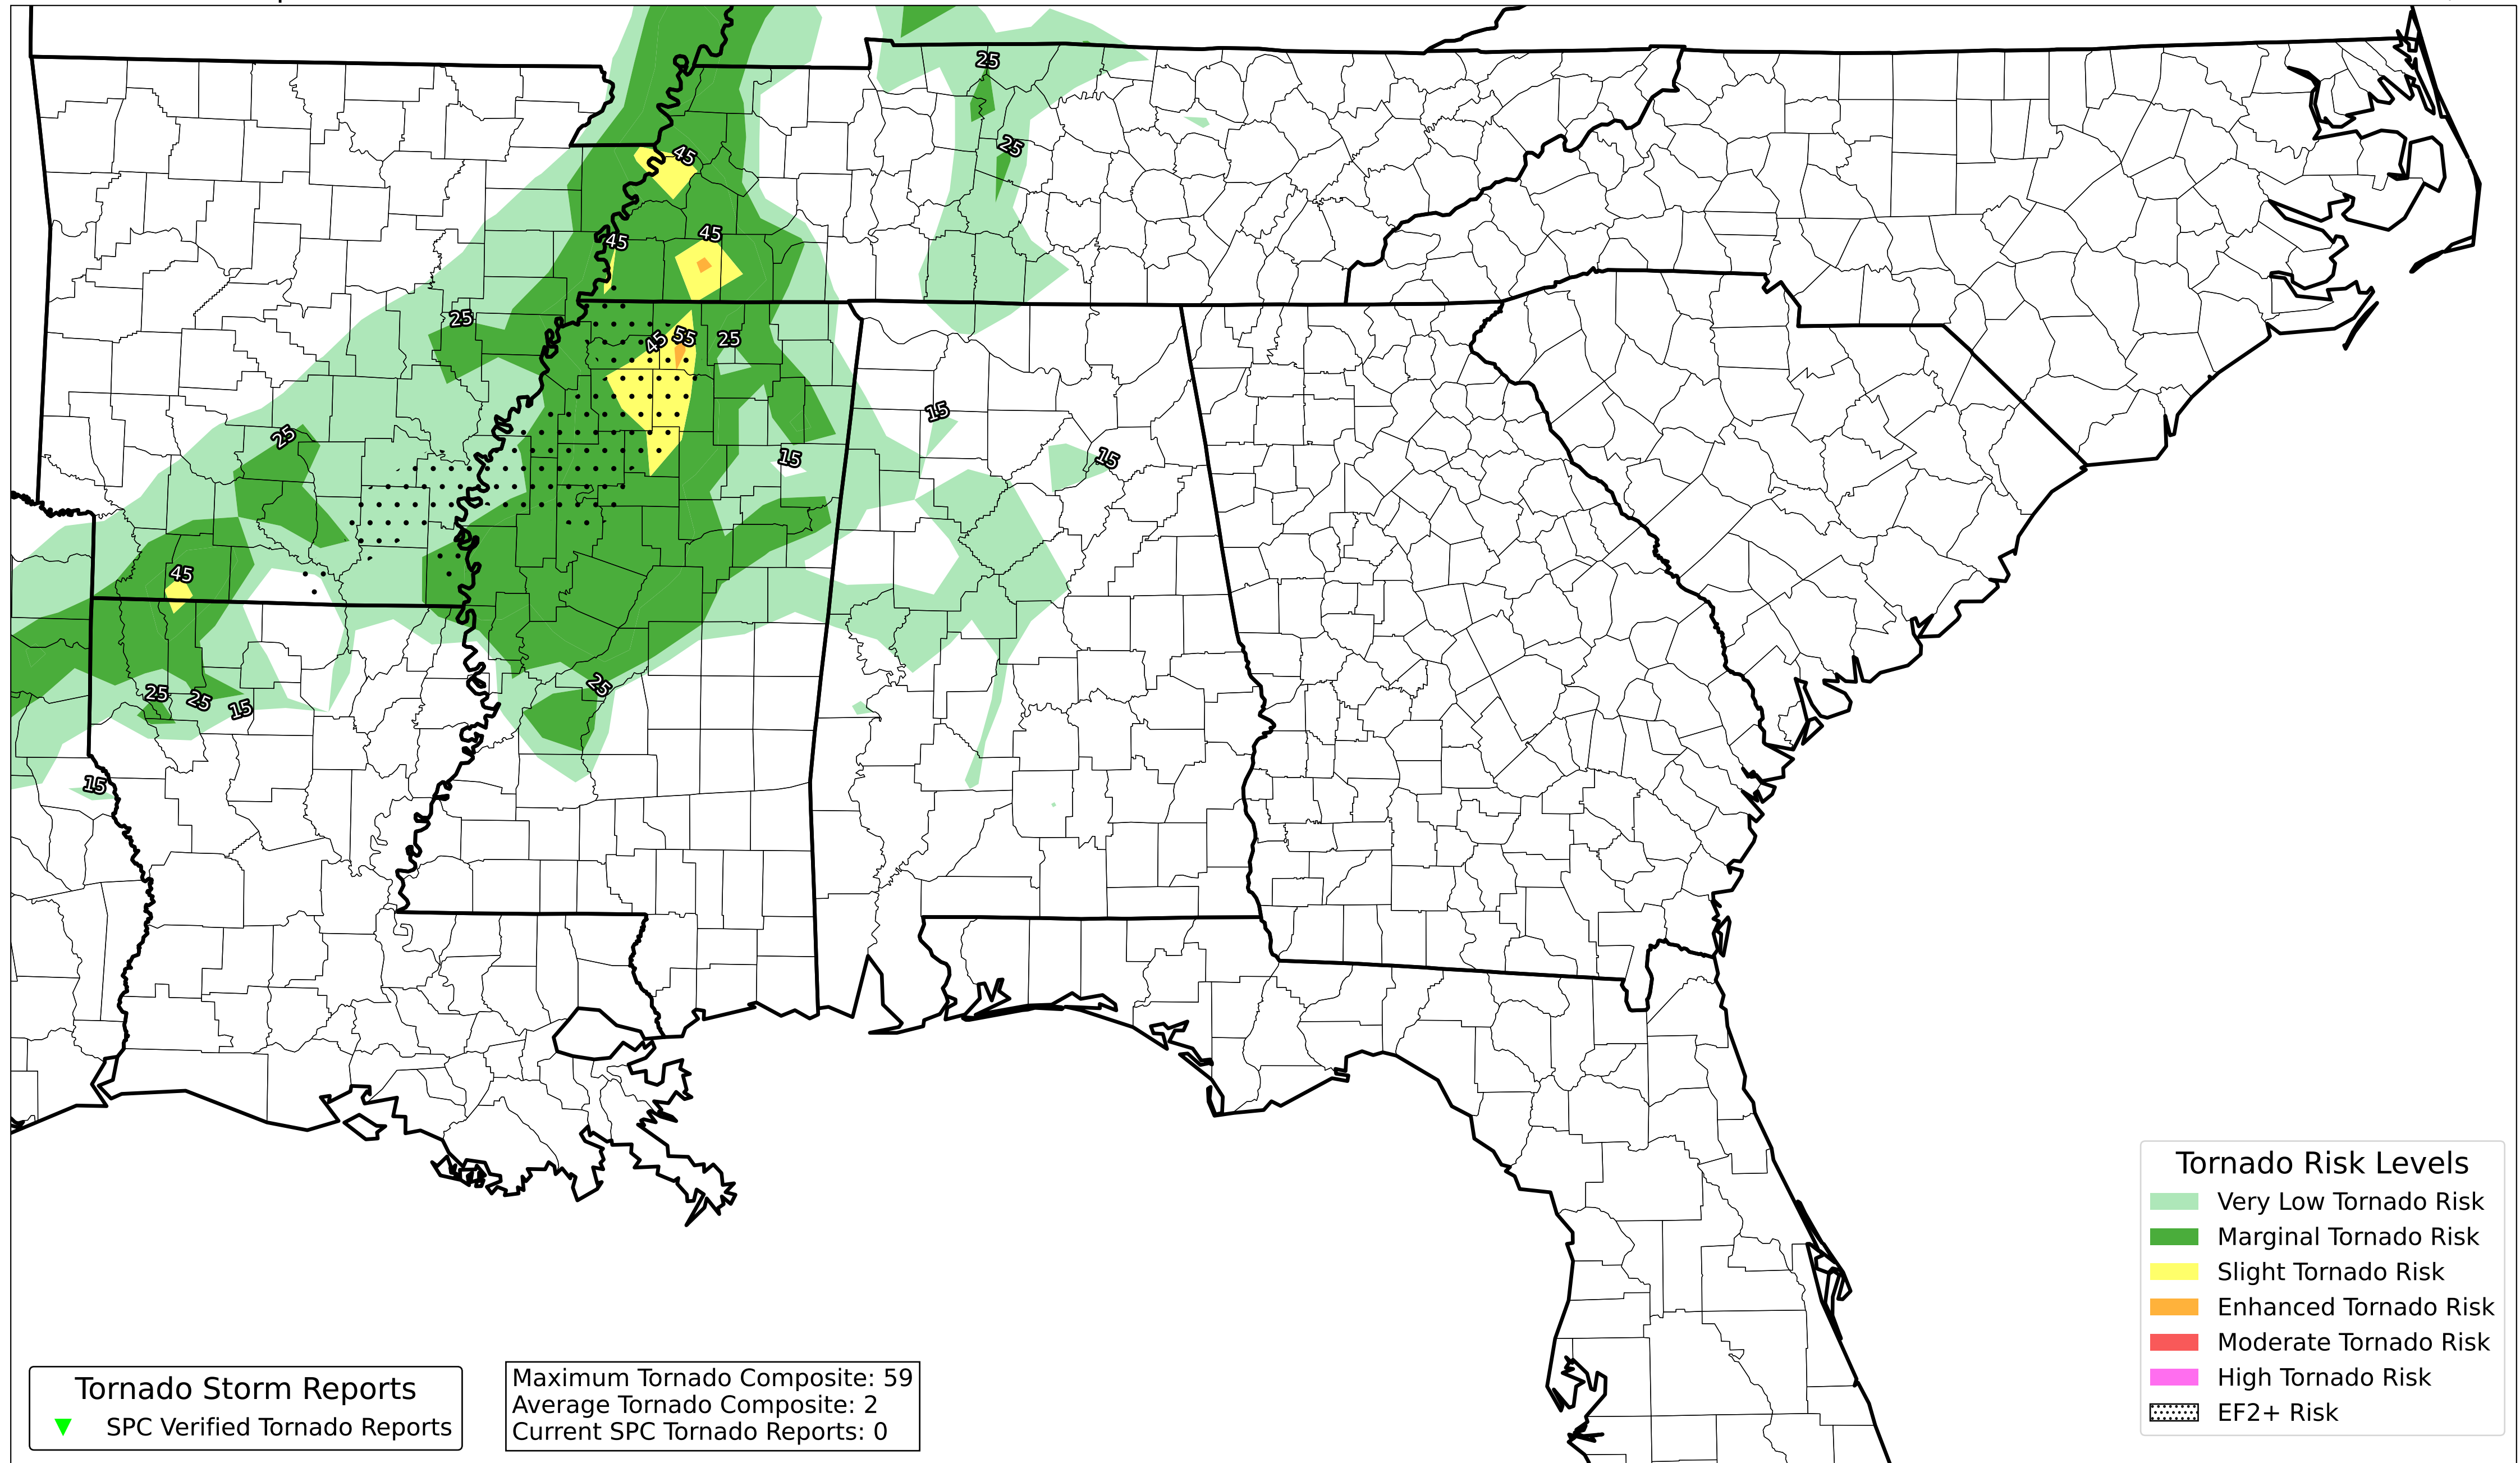 25
25
45
45
45
25
45
55
25
15
25
15
15
45
25
25
25
15
15
Tornado Risk Levels
Very Low Tornado Risk
Marginal Tornado Risk
Slight Tornado Risk
Enhanced Tornado Risk
Moderate Tornado Risk
High Tornado Risk
EF2+ Risk
Tornado Storm Reports
SPC Verified Tornado Reports
Maximum Tornado Composite: 59
Average Tornado Composite: 2
Current SPC Tornado Reports: 0